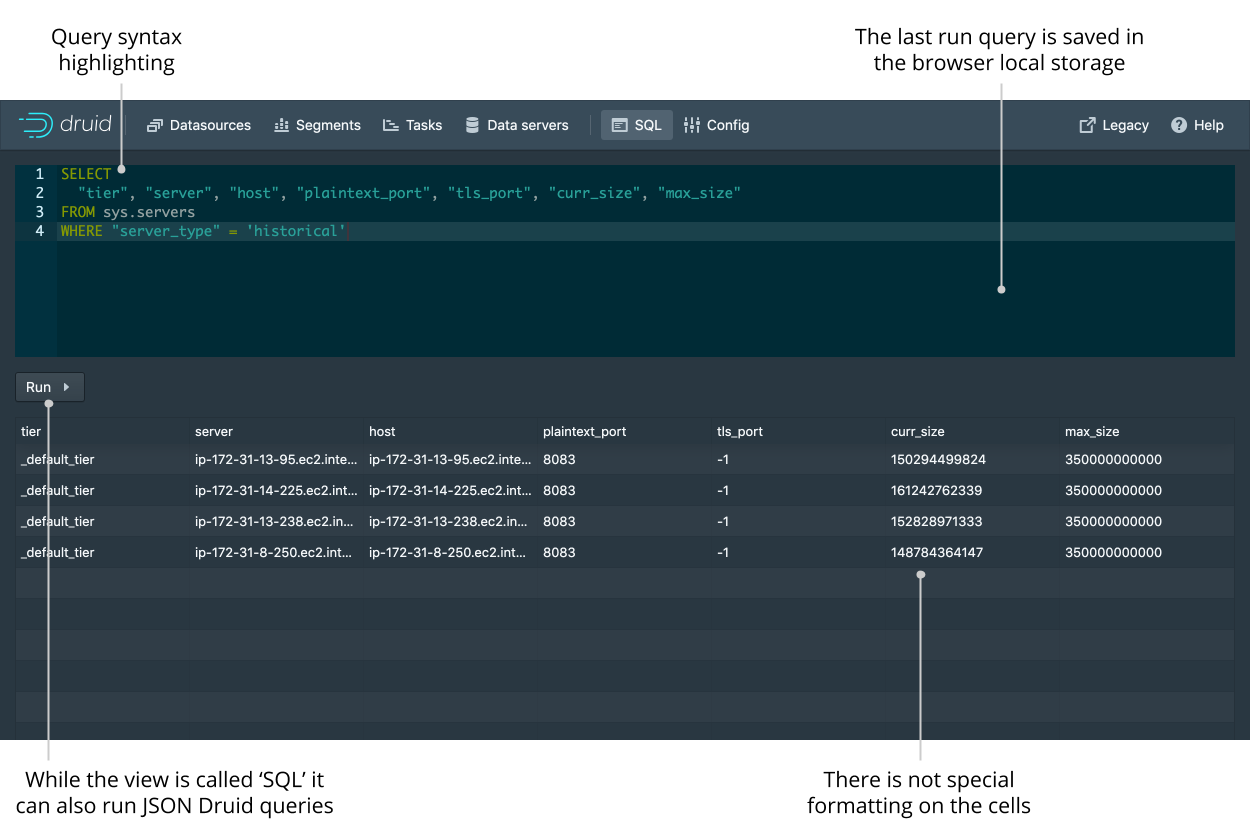 Query syntax
highlighting
The last run query is saved in
the browser local storage
druid
Datasources
Segments
Tasks
Data servers
SQL
Config
Legacy
Help
1 SELECT
2 "tier", "server", "host", "plaintext_port", "tls_port", "curr_size", "max_size"
3 FROM sys.servers
4 WHERE "server_type" = 'historical'
Run
tier server host plaintext_port tls_port curr_size max_size
_default_tier ip-172-31-13-95.ec2.inte... ip-172-31-13-95.ec2.inte... 8083 -1 150294499824 350000000000
_default_tier ip-172-31-14-225.ec2.int... ip-172-31-14-225.ec2.int... 8083 -1 161242762339 350000000000
_default_tier ip-172-31-13-238.ec2.in... ip-172-31-13-238.ec2.in... 8083 -1 152828971333 350000000000
_default_tier ip-172-31-8-250.ec2.int... ip-172-31-8-250.ec2.int... 8083 -1 148784364147 350000000000
While the view is called ‘SQL’ it
can also run JSON Druid queries
There is not special
formatting on the cells